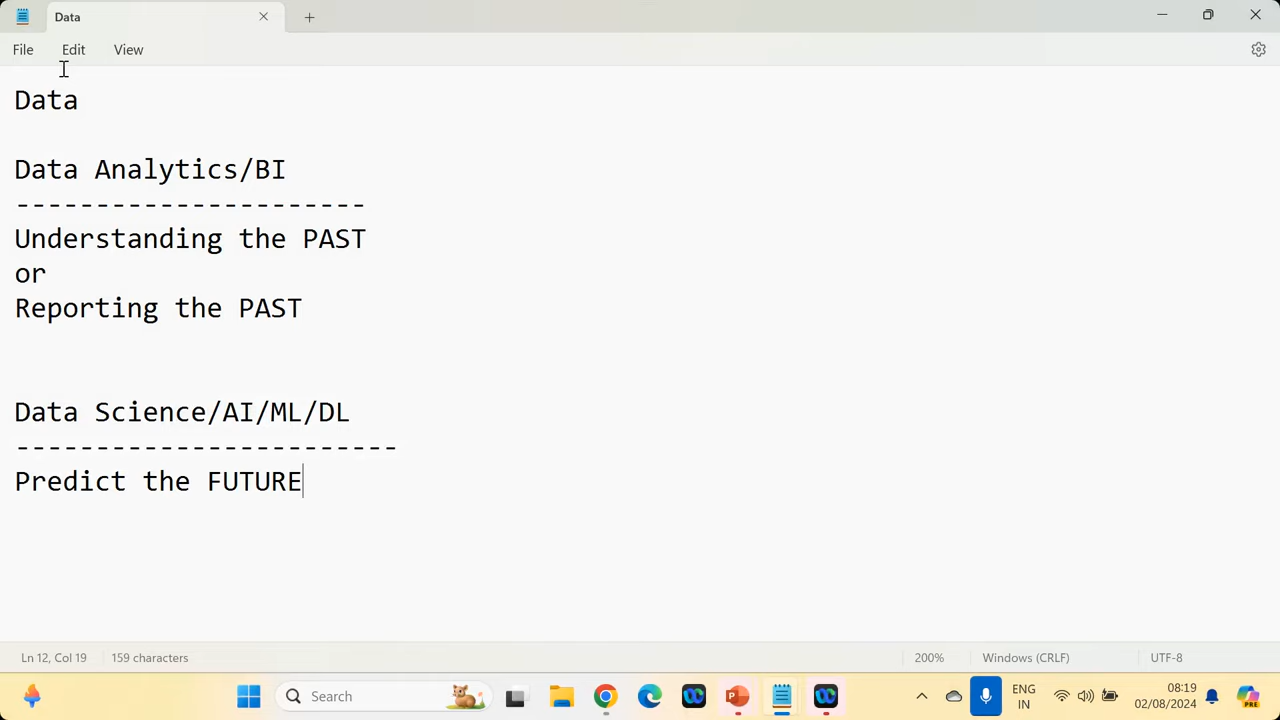 Data
File Edit View
Data
Data Analytics/BI
----------------------
Understanding the PAST
or
Reporting the PAST
Data Science/AI/ML/DL
------------------------
Predict the FUTURE
Ln 12, Col 19 159 characters 200% Windows (CRLF) UTF-8
Search
ENG
IN
08:19
02/08/2024
PRE